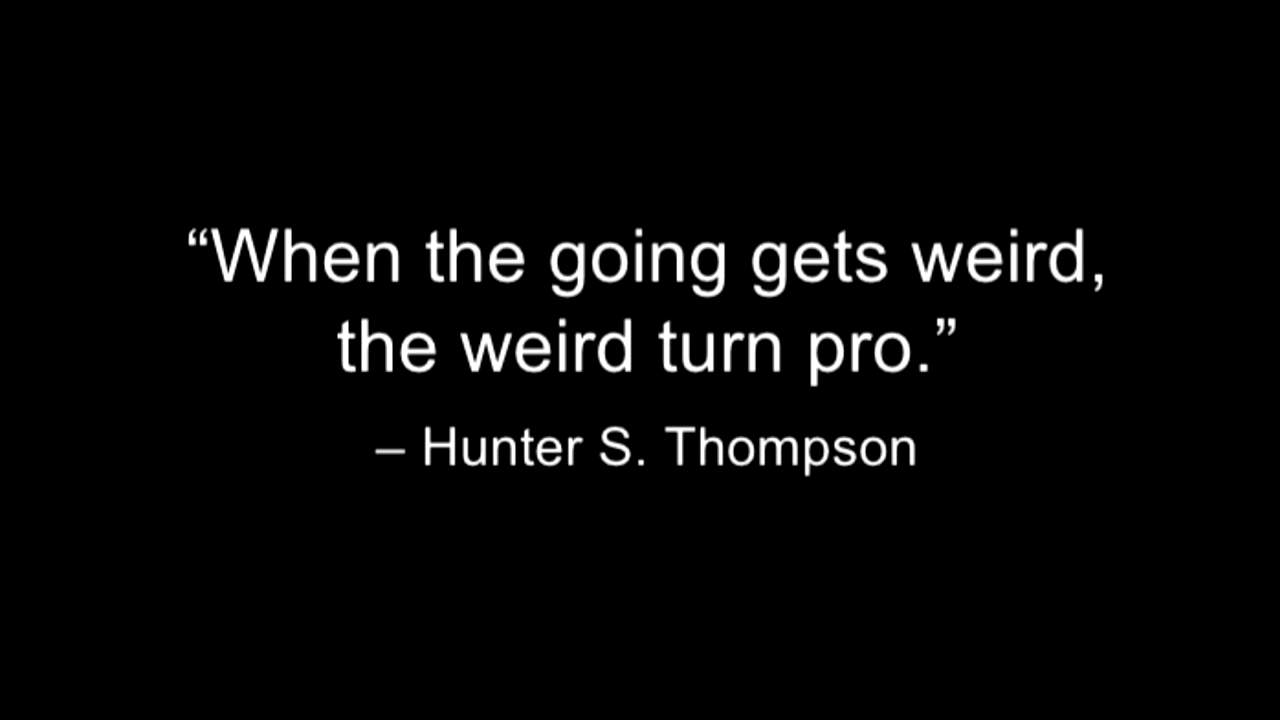 “When the going gets weird,
the weird turn pro.”
– Hunter S. Thompson